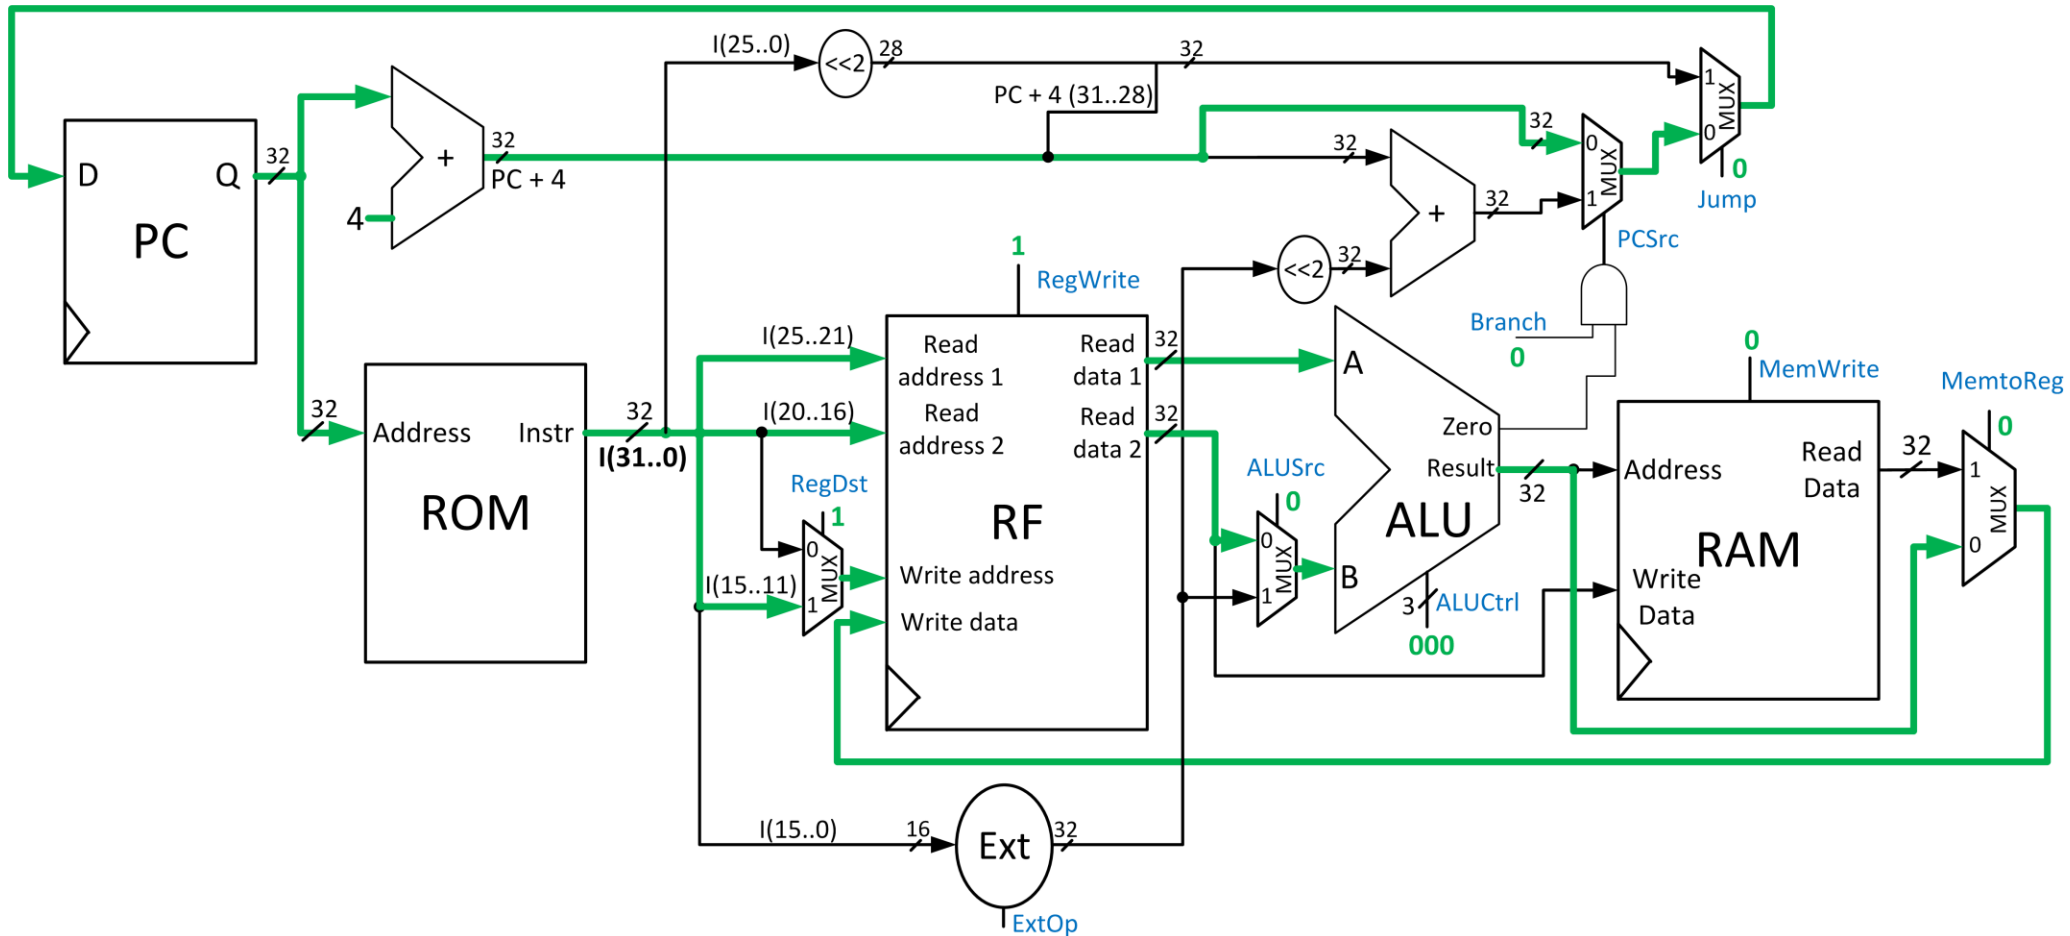 I(25..0)
<<2
28
32
1
MUX
0
0
Jump
PC + 4 (31..28)
D
Q
PC
32
+
4
32
PC + 4
32
+
32
32
<<2
32
0
MUX
1
PCSrc
Branch
0
32
Address
Instr
ROM
32
I(31..0)
1
RegWrite
I(25..21)
I(20..16)
RegDst
1
0
MUX
1
I(15..11)
Read
address 1
Read
address 2
Read
data 1
Read
data 2
RF
Write address
Write data
32
32
ALUSrc
0
0
MUX
1
A
B
Zero
Result
ALU
32
3
ALUCtrl
000
0
MemWrite
Address
Read
Data
RAM
Write
Data
32
MemtoReg
0
1
MUX
0
I(15..0)
16
Ext
32
ExtOp